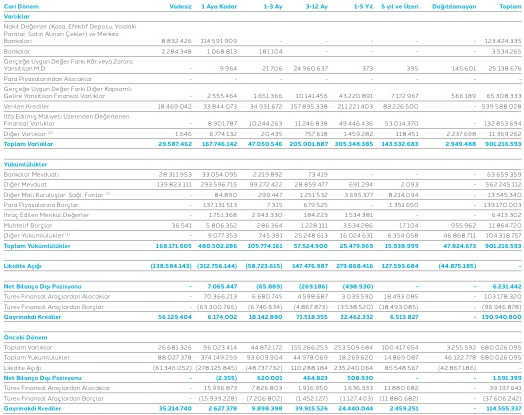 Cari Dönem Vadesiz 1 Aya Kadar 1-3 Ay 3-12 Ay 1-5 Yıl 5 yıl ve Üzeri Dağıtılmayan Toplam
Varlıklar
Nakit Değerler (Kasa, Efektif Deposu, Yoldaki
Paralar, Satın Alınan Çekler) ve Merkez
Bankaları 8.832.426 114.591.909 - - - - - 123.424.335
Bankalar 2.284.348 1.068.813 181.104 - - - - 3.534.265
Gerçeğe Uygun Değer Farkı Kâr veya Zarara
Yansıtılan M.D. - 9.964 21.706 24.960.637 373 395 145.601 25.138.676
Para Piyasalarından Alacaklar - - - - - - - -
Gerçeğe Uygun Değer Farkı Diğer Kapsamlı
Gelire Yansıtılan Finansal Varlıklar - 2.555.464 1.651.366 10.141.456 43.220.891 7.172.967 566.189 65.308.333
Verilen Krediler 18.469.042 33.844.073 34.931.672 157.895.338 211.221.403 83.226.500 - 539.588.028
İtfa Edilmiş Maliyeti Üzerinden Değerlenen
Finansal Varlıklar - 8.901.787 10.244.263 11.246.838 49.446.436 53.014.370 - 132.853.694
Diğer Varlıklar 1.646 6.774.132 20.435 757.618 1.459.282 118.451 2.237.698 11.369.262
Toplam Varlıklar 29.587.462 167.746.142 47.050.546 205.001.887 305.348.385 143.532.683 2.949.488 901.216.593
Yükümlülükler
Bankalar Mevduatı 28.311.953 33.054.095 2.219.892 73.419 - - - 63.659.359
Diğer Mevduat 139.823.111 293.596.715 99.272.422 28.859.477 691.294 2.093 - 562.245.112
Diğer Mali Kuruluşlar. Sağl. Fonlar - 84.890 299.447 1.251.532 3.695.377 8.214.094 - 13.545.340
Para Piyasalarına Borçlar - 137.131.513 7.315 679.525 - 1.351.650 - 139.170.003
İhraç Edilen Menkul Değerler - 1.751.368 2.943.330 184.223 1.534.381 - - 6.413.302
Muhtelif Borçlar 36.541 5.806.352 286.364 1.228.111 3.534.286 17.104 955.962 11.864.720
Diğer Yükümlülükler - 9.077.353 745.391 25.248.613 16.024.631 6.354.058 46.868.711 104.318.757
Toplam Yükümlülükler 168.171.605 480.502.286 105.774.161 57.524.900 25.479.969 15.938.999 47.824.673 901.216.593
Likidite Açığı (138.584.143) (312.756.144) (58.723.615) 147.476.987 279.868.416 127.593.684 (44.875.185) -
Net Bilanço Dışı Pozisyonu - 7.065.447 (65.889) (269.186) (498.930) - - 6.231.442
Türev Finansal Araçlardan Alacaklar - 70.366.213 6.680.745 4.598.687 3.039.590 18.493.085 - 103.178.320
Türev Finansal Araçlardan Borçlar - (63.300.766) (6.746.634) (4.867.873) (3.538.520) (18.493.085) - (96.946.878)
Gayrinakdi Krediler 56.129.404 6.174.002 18.142.880 71.518.355 32.462.332 6.513.827 - 190.940.800
Önceki Dönem
Toplam Varlıklar 26.681.326 96.023.414 44.872.172 155.266.253 253.509.684 100.417.654 3.255.592 680.026.095
Toplam Yükümlülükler 88.027.378 374.149.259 93.609.904 44.978.069 18.269.620 14.869.087 46.122.778 680.026.095
Likidite Açığı (61.346.052) (278.125.845) (48.737.732) 110.288.184 235.240.064 85.548.567 (42.867.186) -
Net Bilanço Dışı Pozisyonu - (2.355) 620.001 464.823 508.930 - - 1.591.399
Türev Finansal Araçlardan Alacaklar - 15.936.873 7.826.803 1.916.950 1.636.333 11.880.682 - 39.197.641
Türev Finansal Araçlardan Borçlar - (15.939.228) (7.206.802) (1.452.127) (1.127.403) (11.880.682) - (37.606.242)
Gayrinakdi Krediler 35.214.740 2.627.378 9.898.398 39.915.526 24.440.044 2.459.251 - 114.555.337